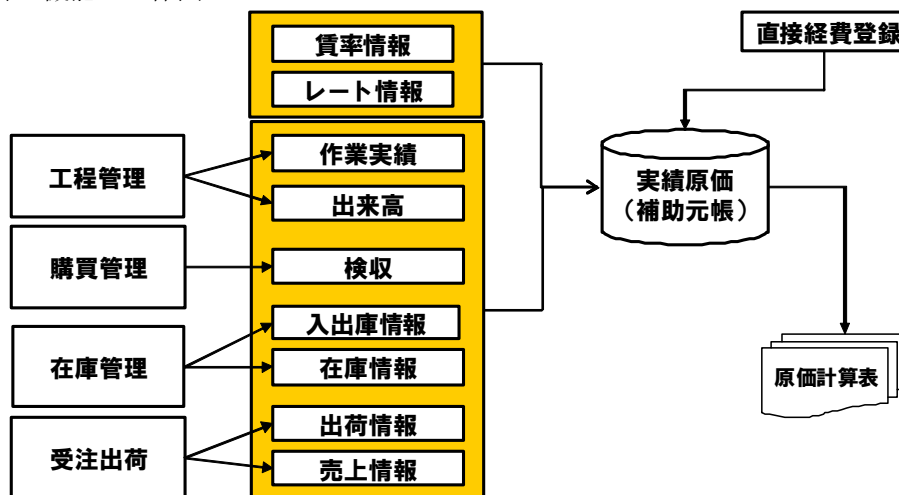 賃率情報
直接経費登録
レート情報
工程管理
作業実績
出来高
実績原価
（補助元帳）
購買管理
検収
在庫管理
入出庫情報
在庫情報
原価計算表
受注出荷
出荷情報
売上情報